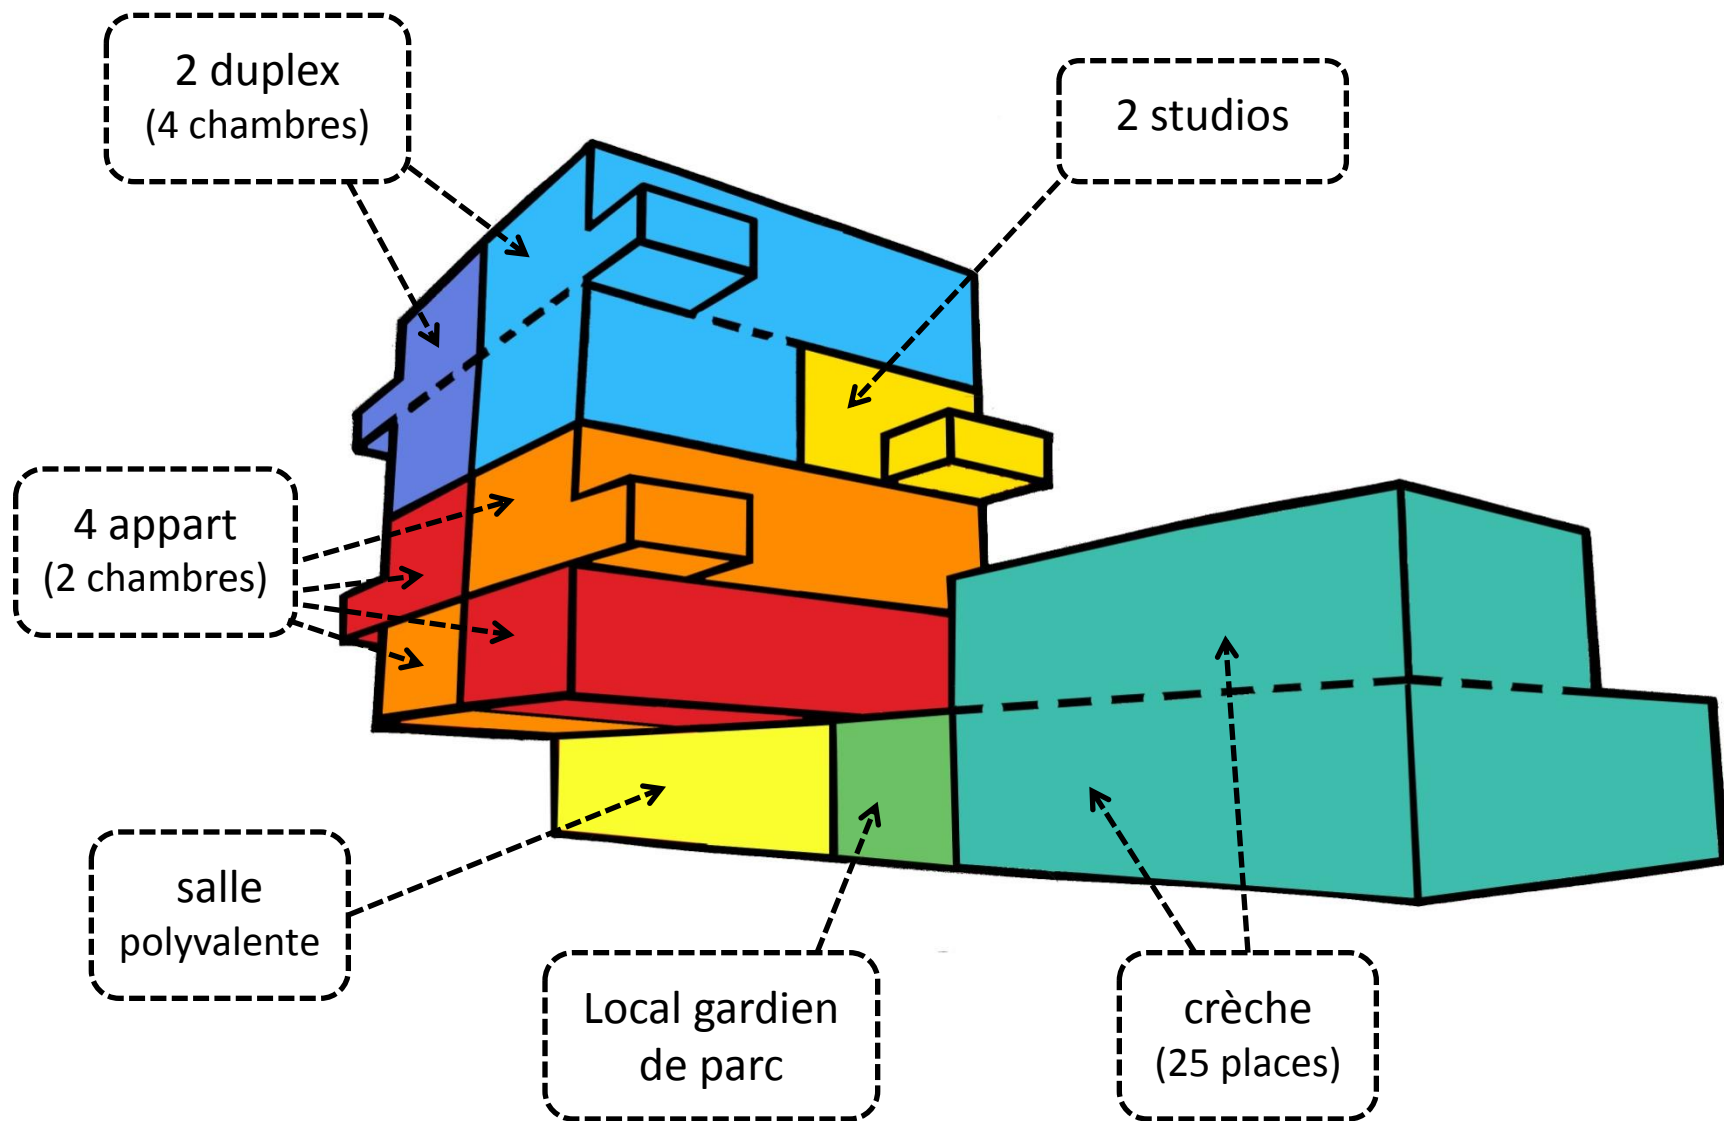 2 duplex
(4 chambres)
2 studios
4 appart
(2 chambres)
salle
polyvalente
Local gardien
de parc
crèche
(25 places)